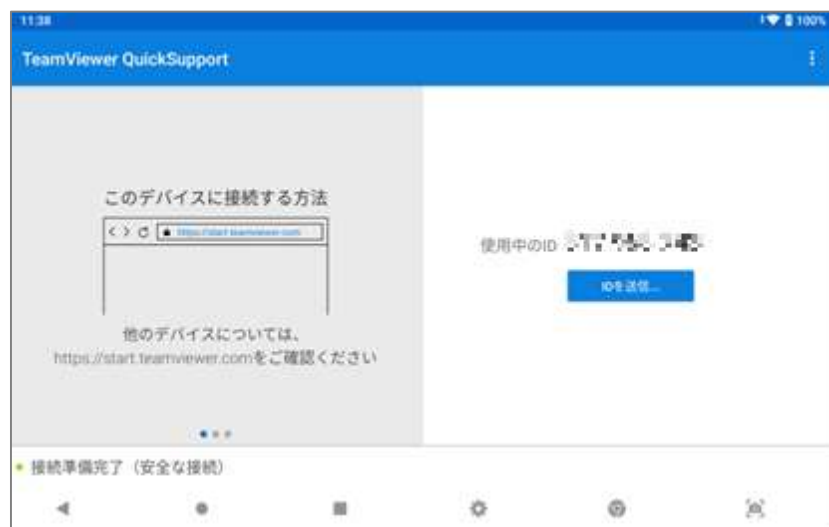 11:38
100%
TeamViewer QuickSupport
このデバイスに接続する方法
https://start.teamviewer.com
他のデバイスについては、
https://start.teamviewer.comをご確認ください
使用中のID
IDを送信...
接続準備完了（安全な接続）